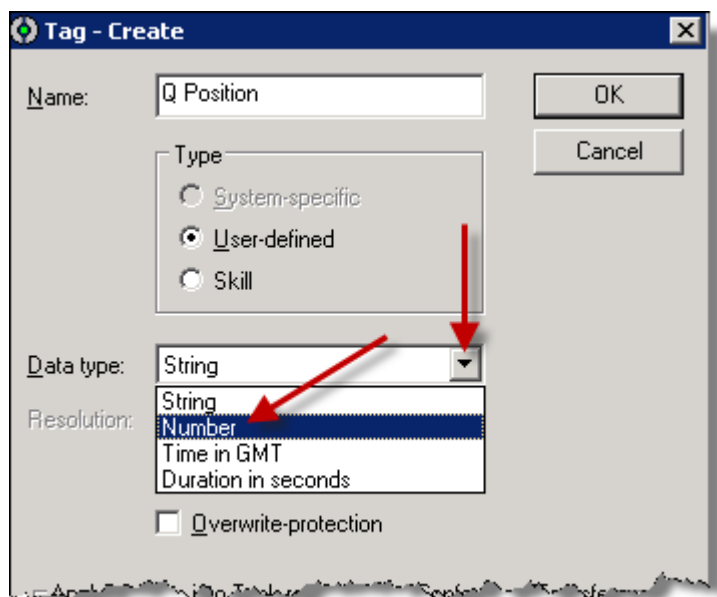 Tag - Create
Name:
Q Position
OK
Cancel
Type
System-specific
User-defined
Skill
Data type:
String
String
Number
Time in GMT
Duration in seconds
Resolution:
Overwrite-protection